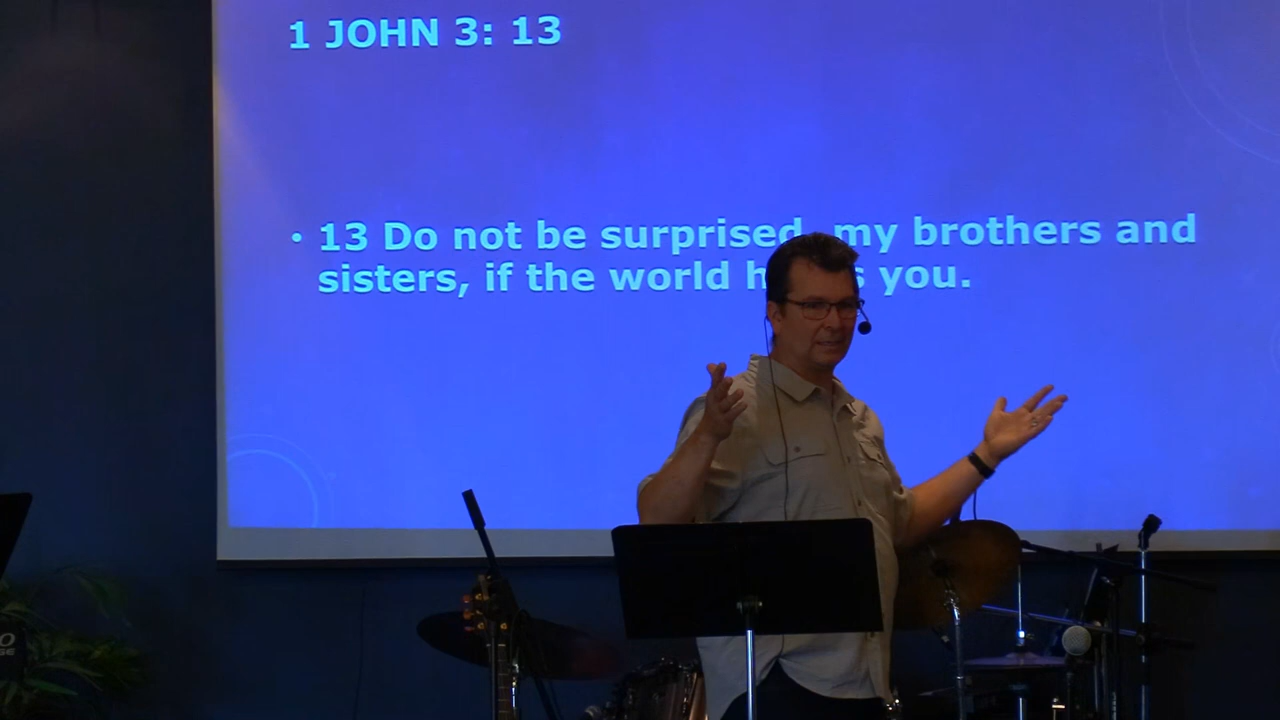 1 JOHN 3: 13
• 13 Do not be surprised, my brothers and
sisters, if the world you.